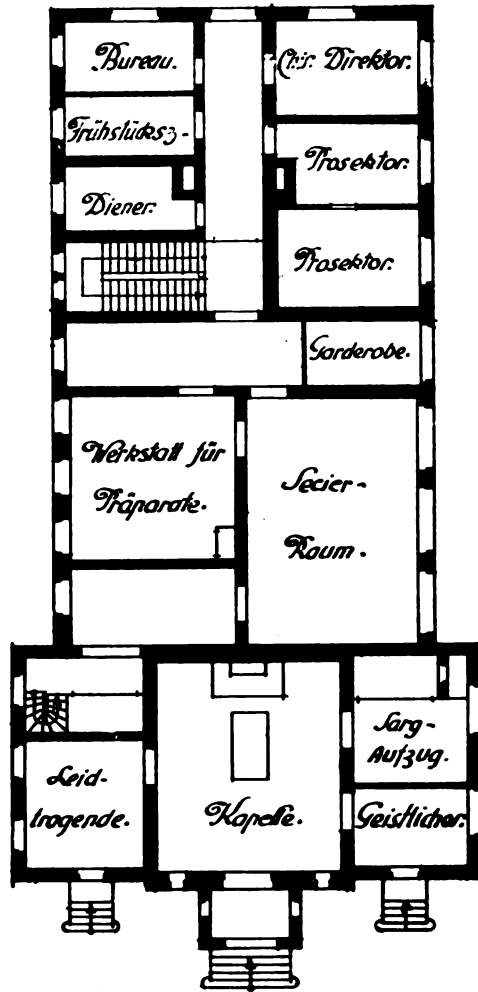 Bureau.
Chir. Direktor.
Frühstücksz-
Prosektor.
Diener.
Prosektor.
Garderobe.
Werkstatt für
Präparate.
Secier-
Raum.
Sarg-
Aufzug.
Leid-
tragende.
Kapelle.
Geistlicher.